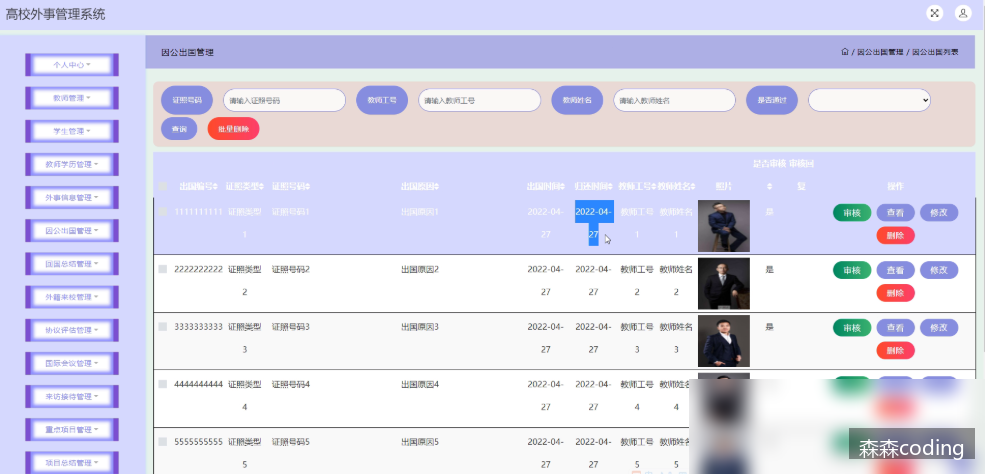 高校外事管理系统
因公出国管理
/ 因公出国管理 / 因公出国列表
个人中心
教师管理
学生管理
教师学历管理
外事信息管理
因公出国管理
回国总结管理
外籍来校管理
协议评估管理
国际会议管理
来访接待管理
重点项目管理
项目总结管理
证照号码 请输入证照号码 教师工号 请输入教师工号 教师姓名 请输入教师姓名 是否通过
查询 批量删除
是否审核 审核回
出国编号 证照类型 证照号码 出国原因 出国时间 归还时间 教师工号 教师姓名 照片 复 操作
1111111111 证照类型 证照号码1 出国原因1 2022-04- 2022-04- 教师工号 教师姓名 是 审核 查看 修改
1 27 27 1 1 删除
2222222222 证照类型 证照号码2 出国原因2 2022-04- 2022-04- 教师工号 教师姓名 是 审核 查看 修改
2 27 27 2 2 删除
3333333333 证照类型 证照号码3 出国原因3 2022-04- 2022-04- 教师工号 教师姓名 是 审核 查看 修改
3 27 27 3 3 删除
4444444444 证照类型 证照号码4 出国原因4 2022-04- 2022-04- 教师工号 教师姓名
4 27 27 4 4
5555555555 证照类型 证照号码5 出国原因5 2022-04- 2022-04- 教师工号 教师姓名
5 27 27 5 5
森森coding